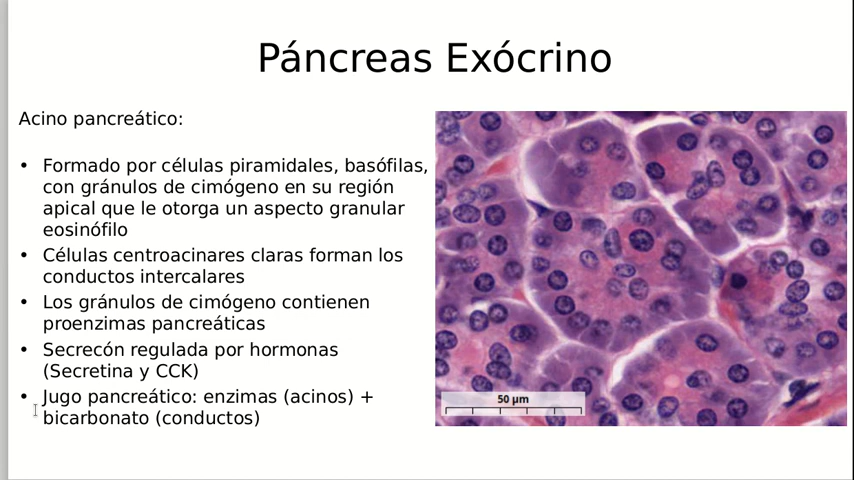 Páncreas Exócrino
Acino pancreático:
• Formado por células piramidales, basófilas,
con gránulos de cimógeno en su región
apical que le otorga un aspecto granular
eosinófilo
• Células centroacinares claras forman los
conductos intercalares
• Los gránulos de cimógeno contienen
proenzimas pancreáticas
• Secrecón regulada por hormonas
(Secretina y CCK)
• Jugo pancreático: enzimas (acinos) +
bicarbonato (conductos)
50 µm